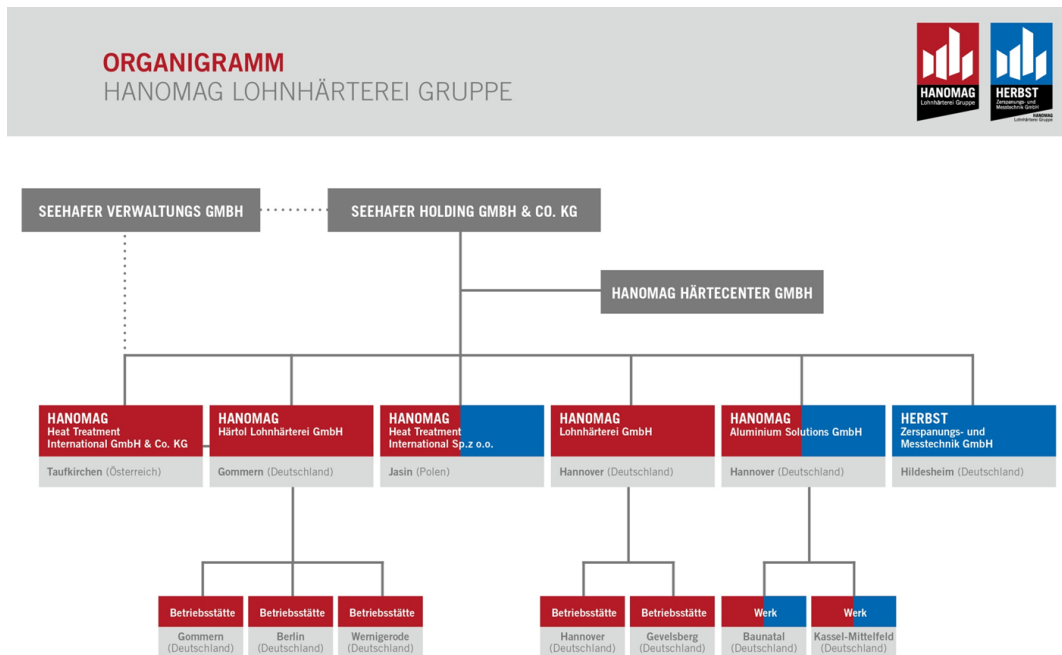 ORGANIGRAMM
HANOMAG LOHNHÄRTEREI GRUPPE
HANOMAG
Lohnhärterei Gruppe
HERBST
Zerspanungs- und
Messtechnik GmbH
HANOMAG
Lohnhärterei Gruppe
SEEHAFER VERWALTUNGS GMBH
SEEHAFER HOLDING GMBH & CO. KG
HANOMAG HÄRTECENTER GMBH
HANOMAG
Heat Treatment
International GmbH & Co. KG
Taufkirchen (Österreich)
HANOMAG
Härtol Lohnhärterei GmbH
Gommern (Deutschland)
HANOMAG
Heat Treatment
International Sp.z o.o.
Jasin (Polen)
HANOMAG
Lohnhärterei GmbH
Hannover (Deutschland)
HANOMAG
Aluminium Solutions GmbH
Hannover (Deutschland)
HERBST
Zerspanungs- und
Messtechnik GmbH
Hildesheim (Deutschland)
Betriebsstätte
Gommern
(Deutschland)
Betriebsstätte
Berlin
(Deutschland)
Betriebsstätte
Wernigerode
(Deutschland)
Betriebsstätte
Hannover
(Deutschland)
Betriebsstätte
Gevelsberg
(Deutschland)
Werk
Baunatal
(Deutschland)
Werk
Kassel-Mittelfeld
(Deutschland)